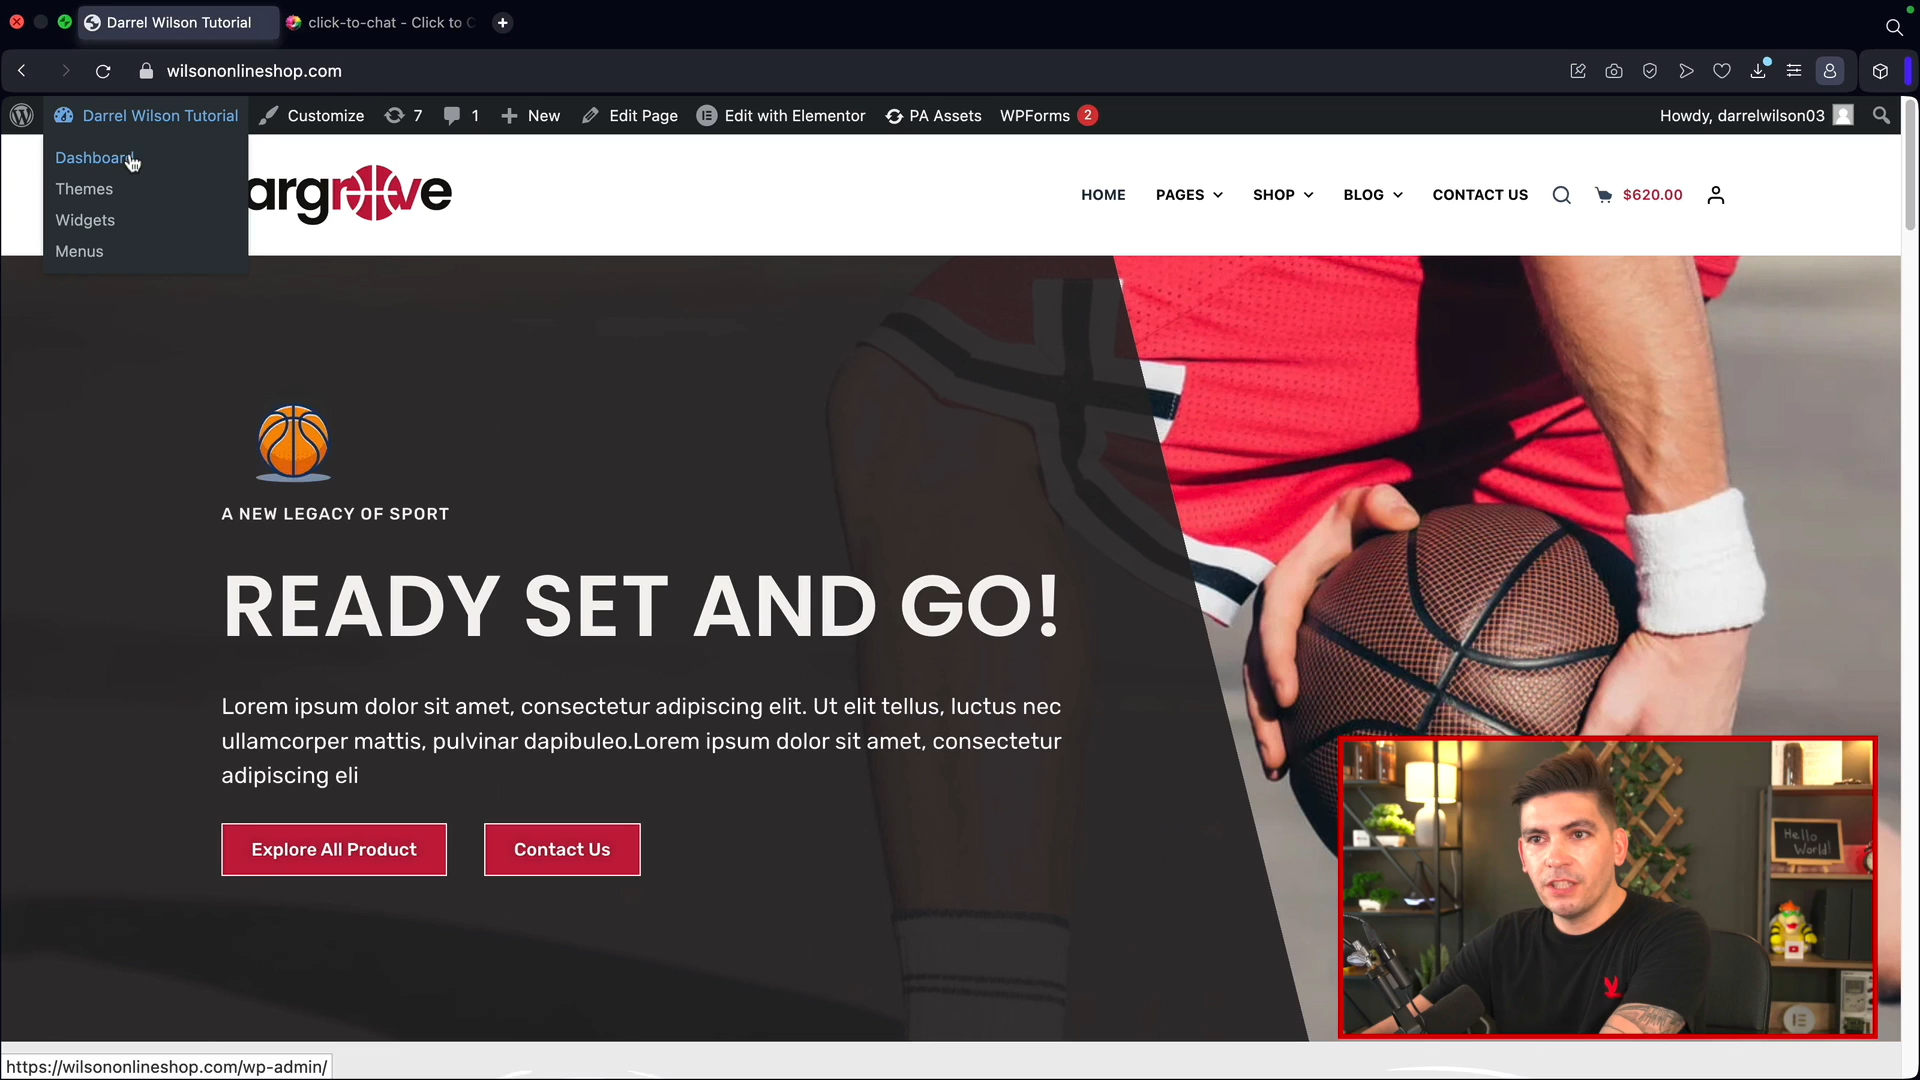 Darrel Wilson Tutorial
click-to-chat - Click to C
wilsononlineshop.com
Darrel Wilson Tutorial Customize 7 1 New Edit Page Edit with Elementor PA Assets WPForms 2 Howdy, darrelwilson03
Dashboard
Themes
Widgets
Menus
HOME PAGES SHOP BLOG CONTACT US $620.00
A NEW LEGACY OF SPORT
READY SET AND GO!
Lorem ipsum dolor sit amet, consectetur adipiscing elit. Ut elit tellus, luctus nec
ullamcorper mattis, pulvinar dapibuleo.Lorem ipsum dolor sit amet, consectetur
adipiscing eli
Explore All Product Contact Us
Hello
World!
https://wilsononlineshop.com/wp-admin/